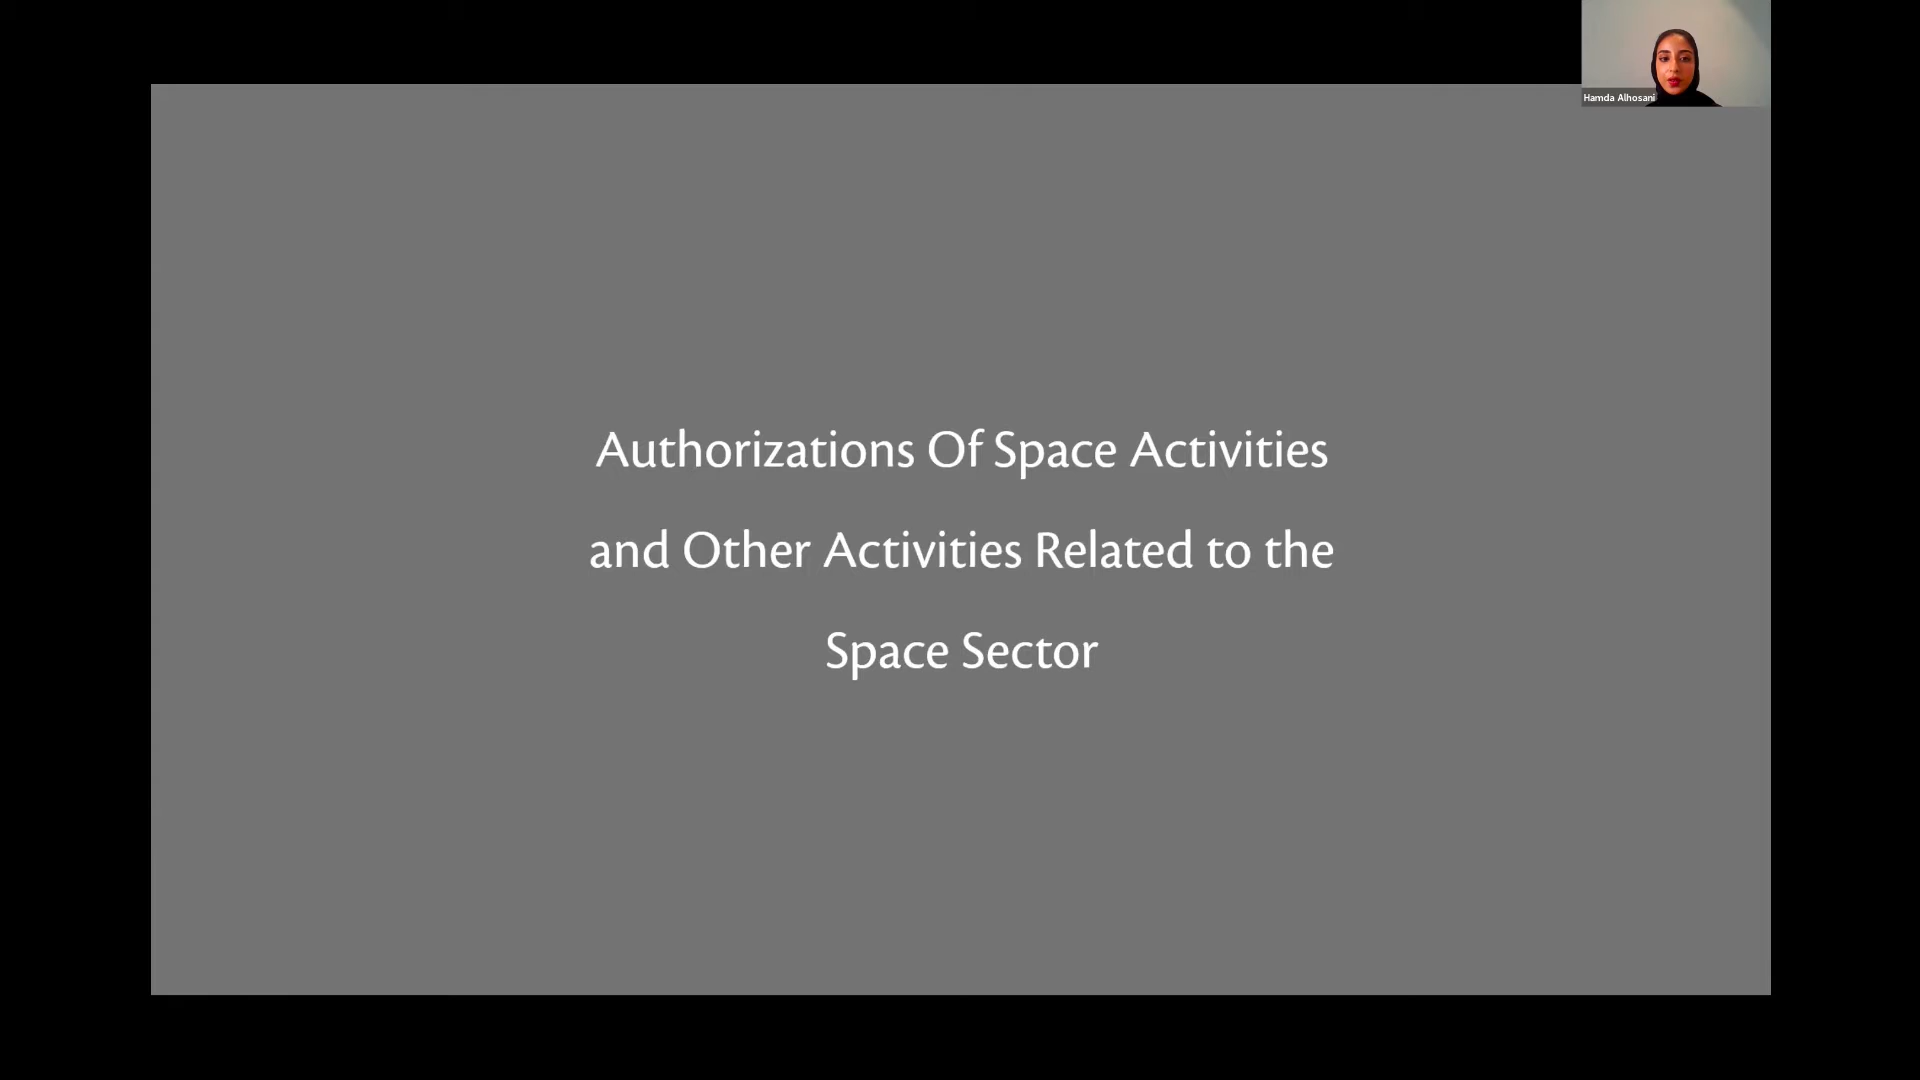 Hamda Alhosani
Authorizations Of Space Activities
and Other Activities Related to the
Space Sector